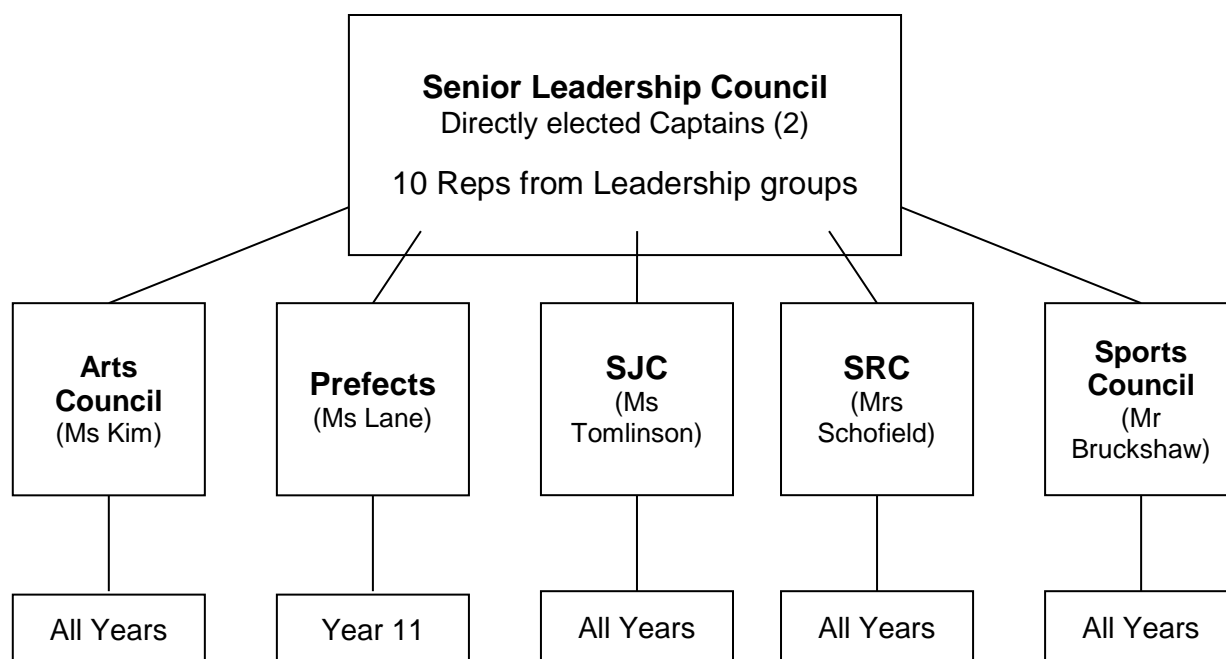 Senior Leadership Council
Directly elected Captains (2)
10 Reps from Leadership groups
Arts
Council
(Ms Kim)
Prefects
(Ms Lane)
SJC
(Ms
Tomlinson)
SRC
(Mrs
Schofield)
Sports
Council
(Mr
Bruckshaw)
All Years
Year 11
All Years
All Years
All Years